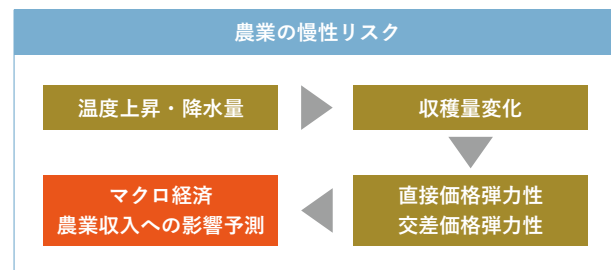 農業の慢性リスク
温度上昇・降水量
収穫量変化
直接価格弾力性
交差価格弾力性
マクロ経済
農業収入への影響予測